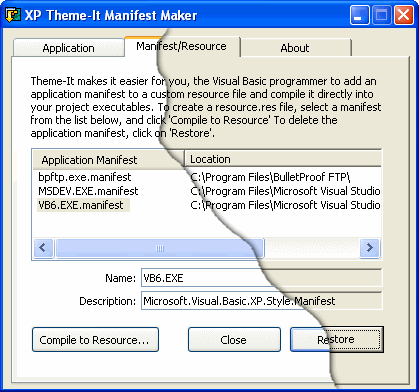 XP Theme-It Manifest Maker
Application
Manifest/Resource
About
Theme-It makes it easier for you, the Visual Basic programmer to add an
application manifest to a custom resource file and compile it directly into
your project executables. To create a resource.res file, select a manifest
from the list below, and click 'Compile to Resource' To delete the
application manifest, click on 'Restore'.
Application Manifest Location
bpftp.exe.manifest C:\Program Files\BulletProof FTP\
MSDEV.EXE.manifest C:\Program Files\Microsoft Visual Studio
VB6.EXE.manifest C:\Program Files\Microsoft Visual Studio
Name: VB6.EXE
Description: Microsoft.Visual.Basic.XP.Style.Manifest
Compile to Resource... Close Restore